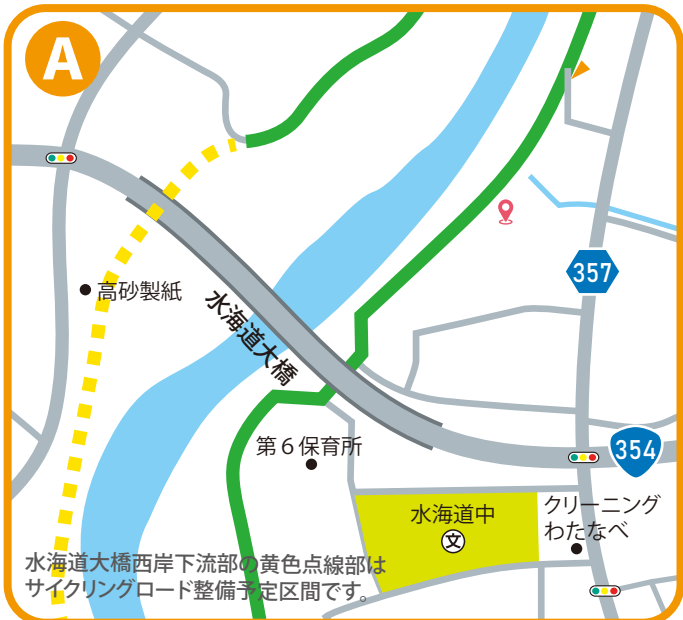 A
357
高砂製紙
水海道大橋
354
第6保育所
水海道中
文
クリーニング
わたなべ
水海道大橋西岸下流部の黄色点線部は
サイクリングロード整備予定区間です。